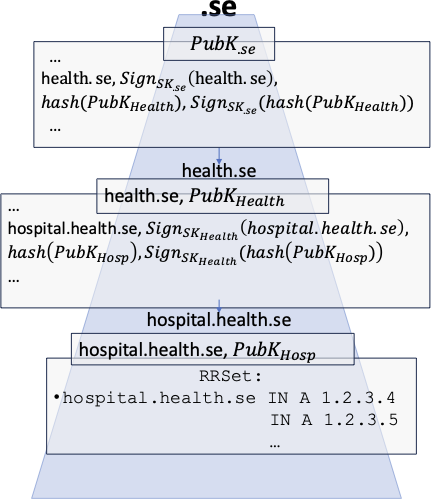 .se
PubK.se
...
health.se, Sign_{SK_{.se}}(health.se),
hash(PubK_{Health}), Sign_{SK_{.se}}(hash(PubK_{Health}))
...
health.se
health.se, PubK_{Health}
...
hospital.health.se, Sign_{SK_{Health}}(hospital.health.se),
hash(PubK_{Hosp}), Sign_{SK_{Health}}(hash(PubK_{Hosp}))
...
hospital.health.se
hospital.health.se, PubK_{Hosp}
RRSet:
•hospital.health.se IN A 1.2.3.4
IN A 1.2.3.5
...